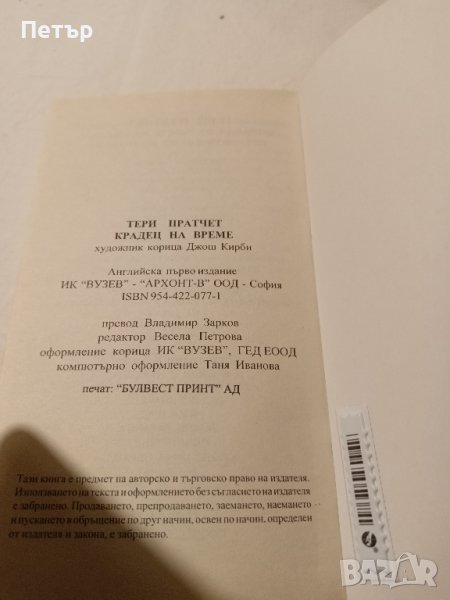 Петър
ТЕРИ ПРАТЧЕТ
КРАДЕЦ НА ВРЕМЕ
художник корица Джош Кирби
Английска първо издание
ИК "ВУЗЕВ" - "АРХОНТ-В" ООД - София
ISBN 954-422-077-1
превод Владимир Зарков
редактор Весела Петрова
оформление корица ИК "ВУЗЕВ", ГЕД ЕООД
компютърно оформление Таня Иванова
печат: "БУЛВЕСТ ПРИНТ" АД
Тази книга е предмет на авторско и търговско право на издателя.
Използването на текста и оформлението без съгласието на издателя
е забранено. Продаването, препродаването, заемането, наемането
и пускането в обръщение по друг начин, освен по начин, определен
от издателя и закона, е забранено.
BAZAR.BG